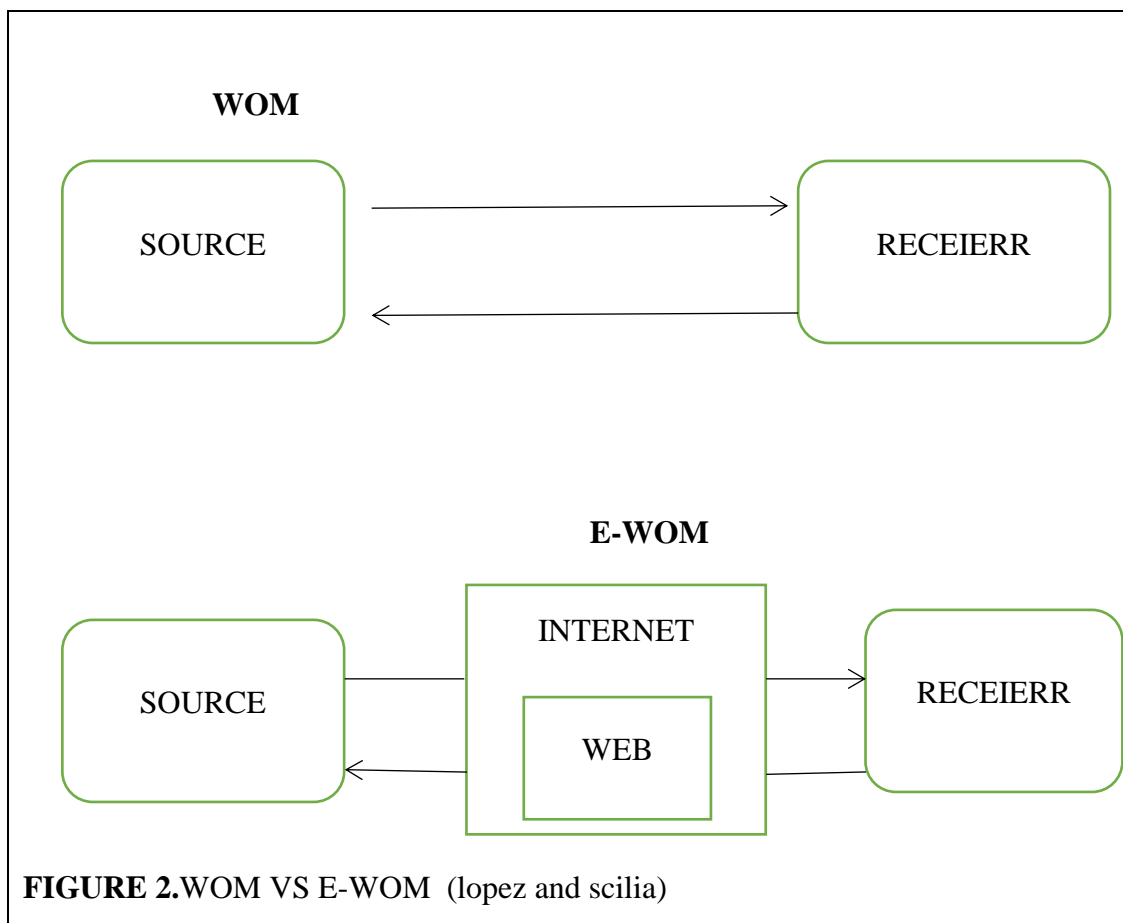 WOM
SOURCE
RECEIERR
E-WOM
INTERNET
SOURCE
RECEIERR
WEB
FIGURE 2.WOM VS E-WOM (lopez and scilia)